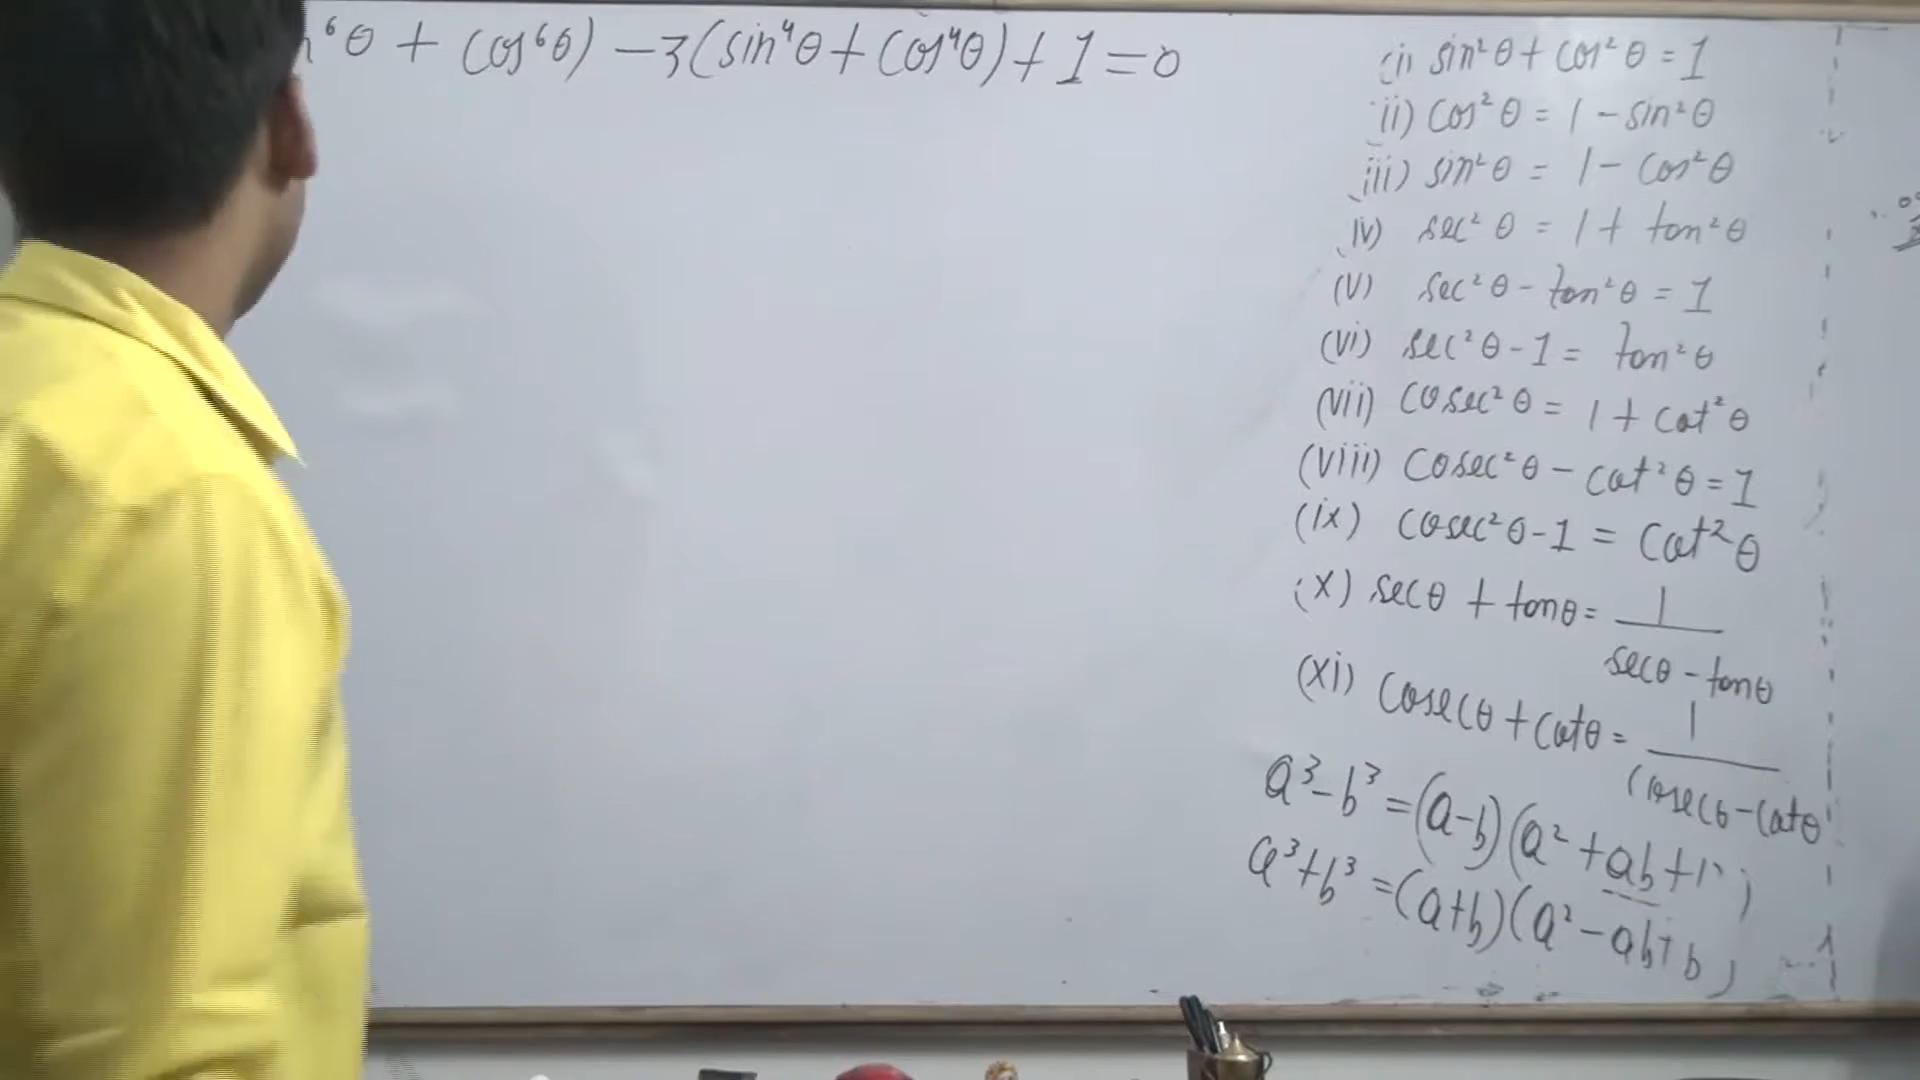 ⁶θ + cos⁶θ) - 3(sin⁴θ + cos⁴θ) + 1 = 0
(i) sin²θ + cos²θ = 1
(ii) cos²θ = 1 - sin²θ
(iii) sin²θ = 1 - cos²θ
(iv) sec²θ = 1 + tan²θ
(v) sec²θ - tan²θ = 1
(vi) sec²θ - 1 = tan²θ
(vii) cosec²θ = 1 + cot²θ
(viii) cosec²θ - cot²θ = 1
(ix) cosec²θ - 1 = cot²θ
(x) secθ + tanθ = 1 / secθ - tanθ
(xi) cosecθ + cotθ = 1 / (cosecθ - cotθ
a³ - b³ = (a - b)(a² + ab +
a³ + b³ = (a + b)(a² - ab + b )